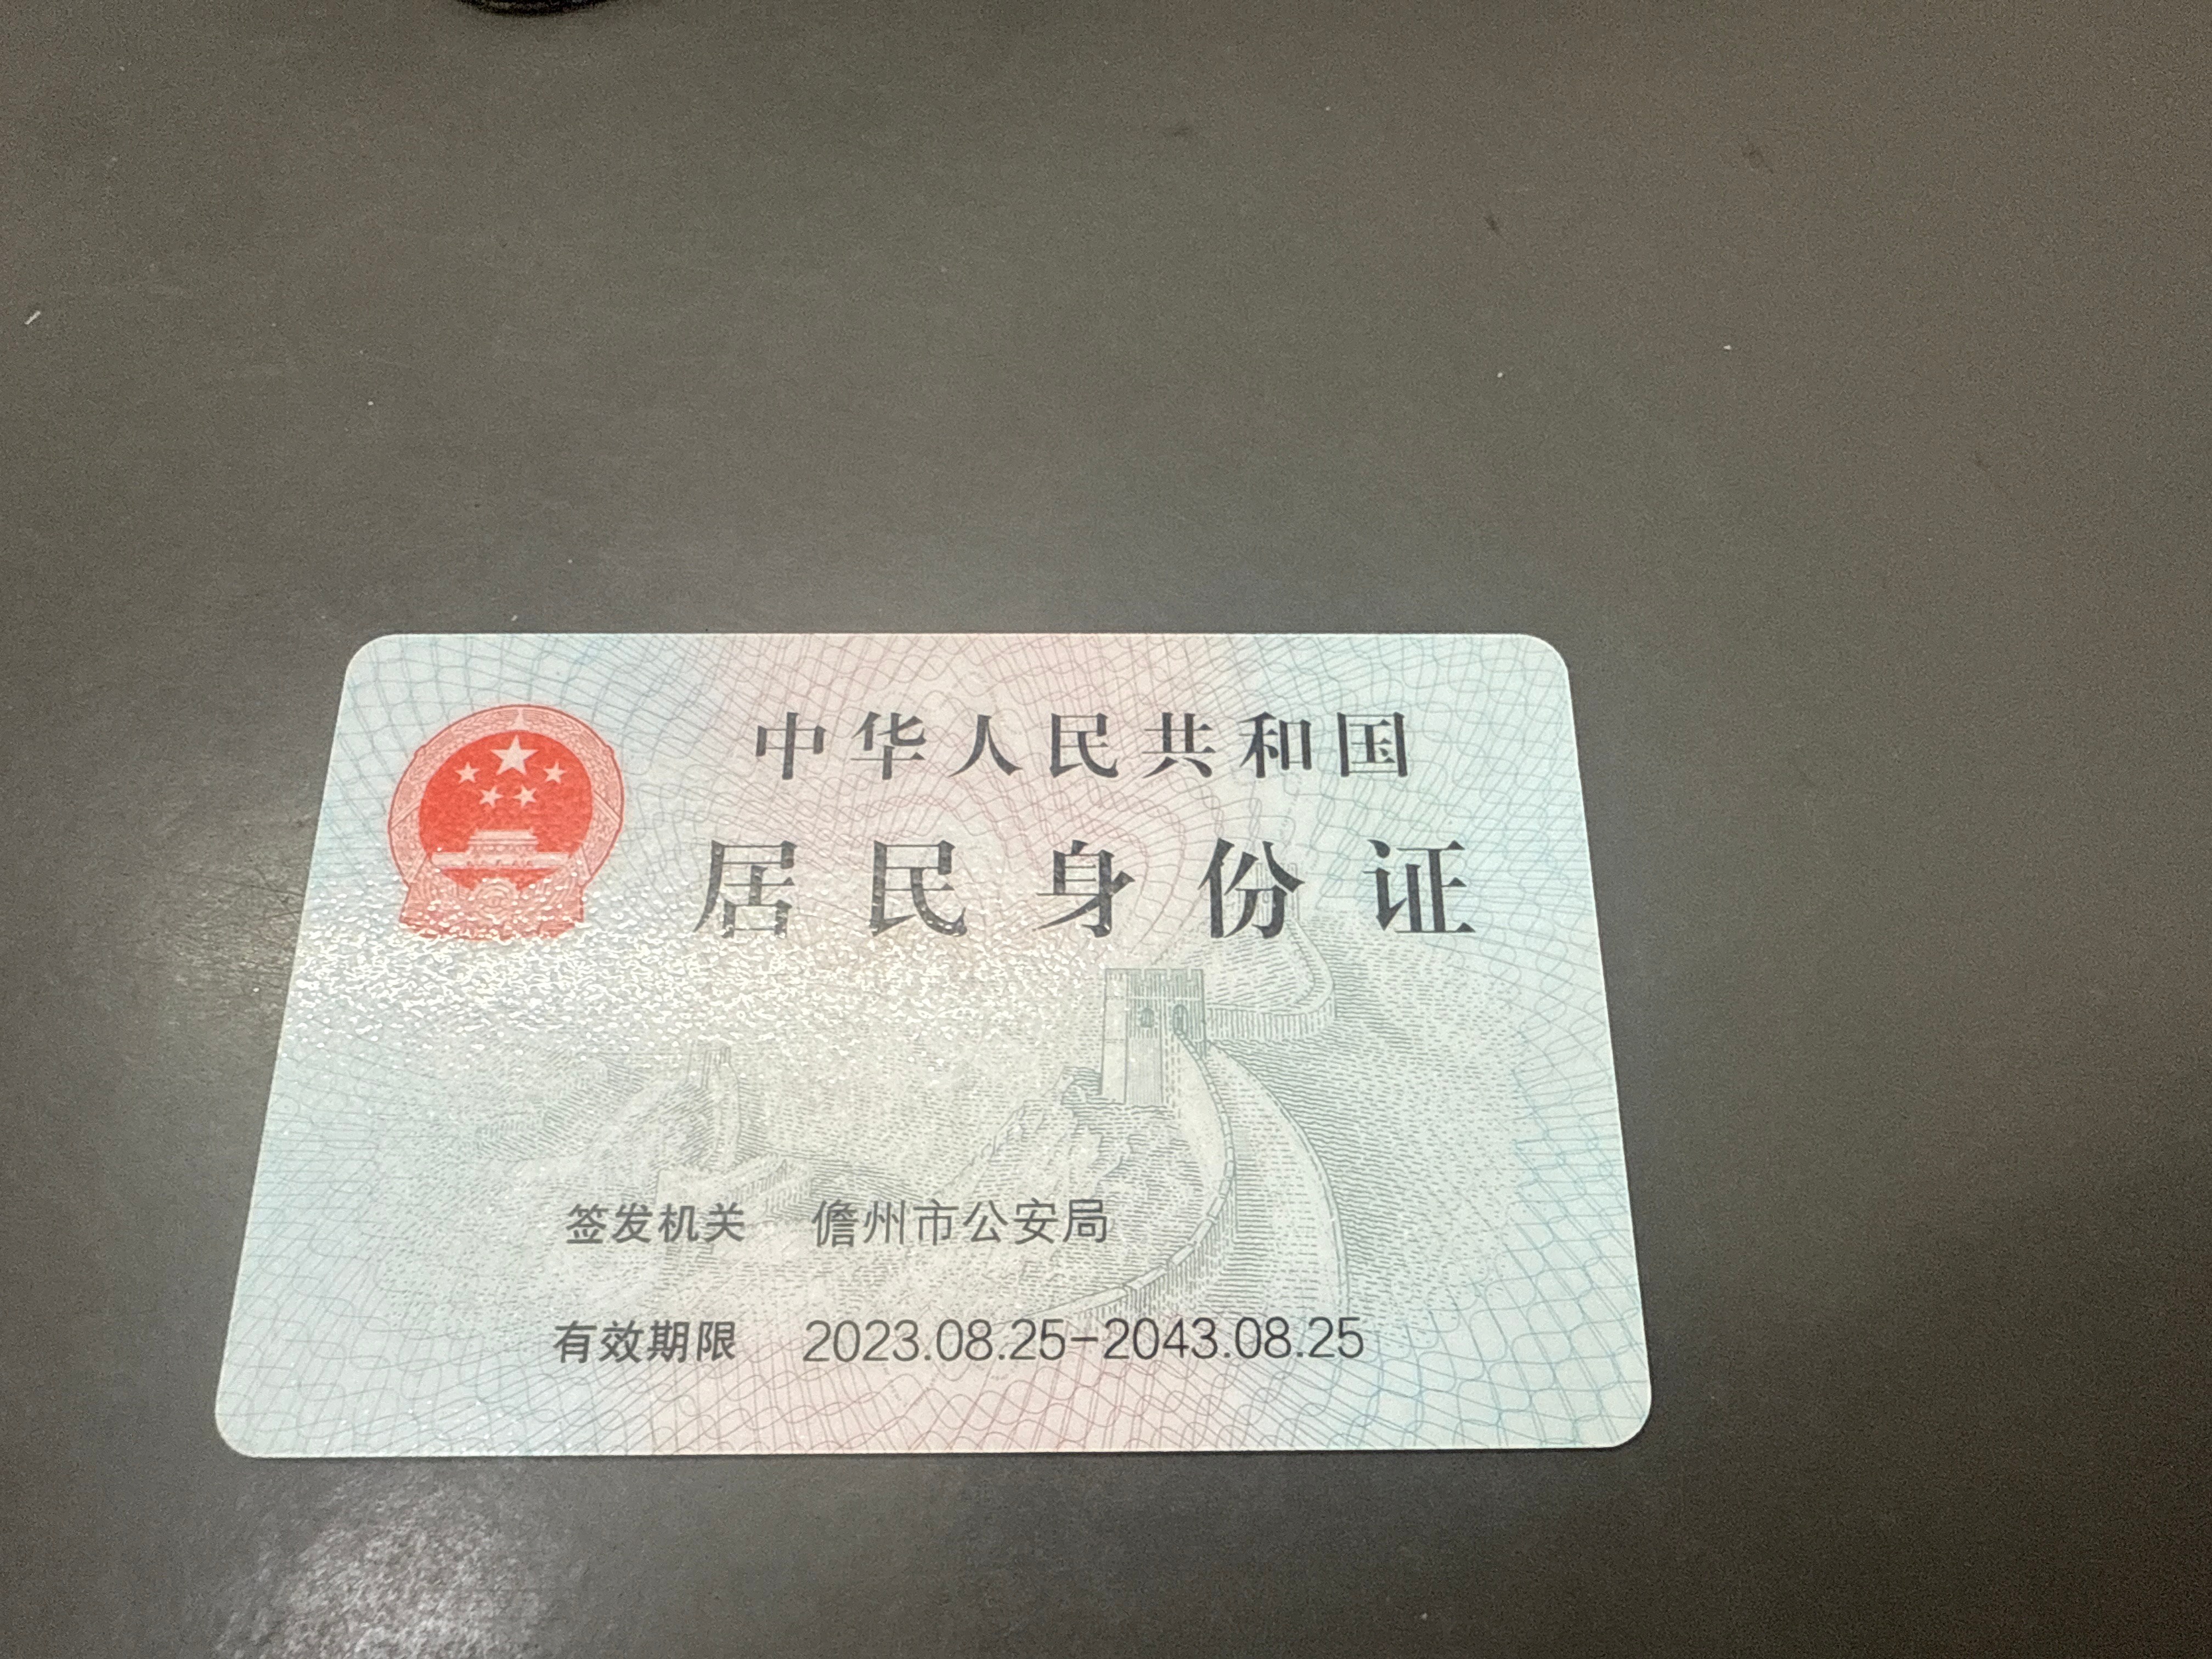 中华人民共和国
居民身份证
签发机关 儋州市公安局
有效期限 2023.08.25-2043.08.25